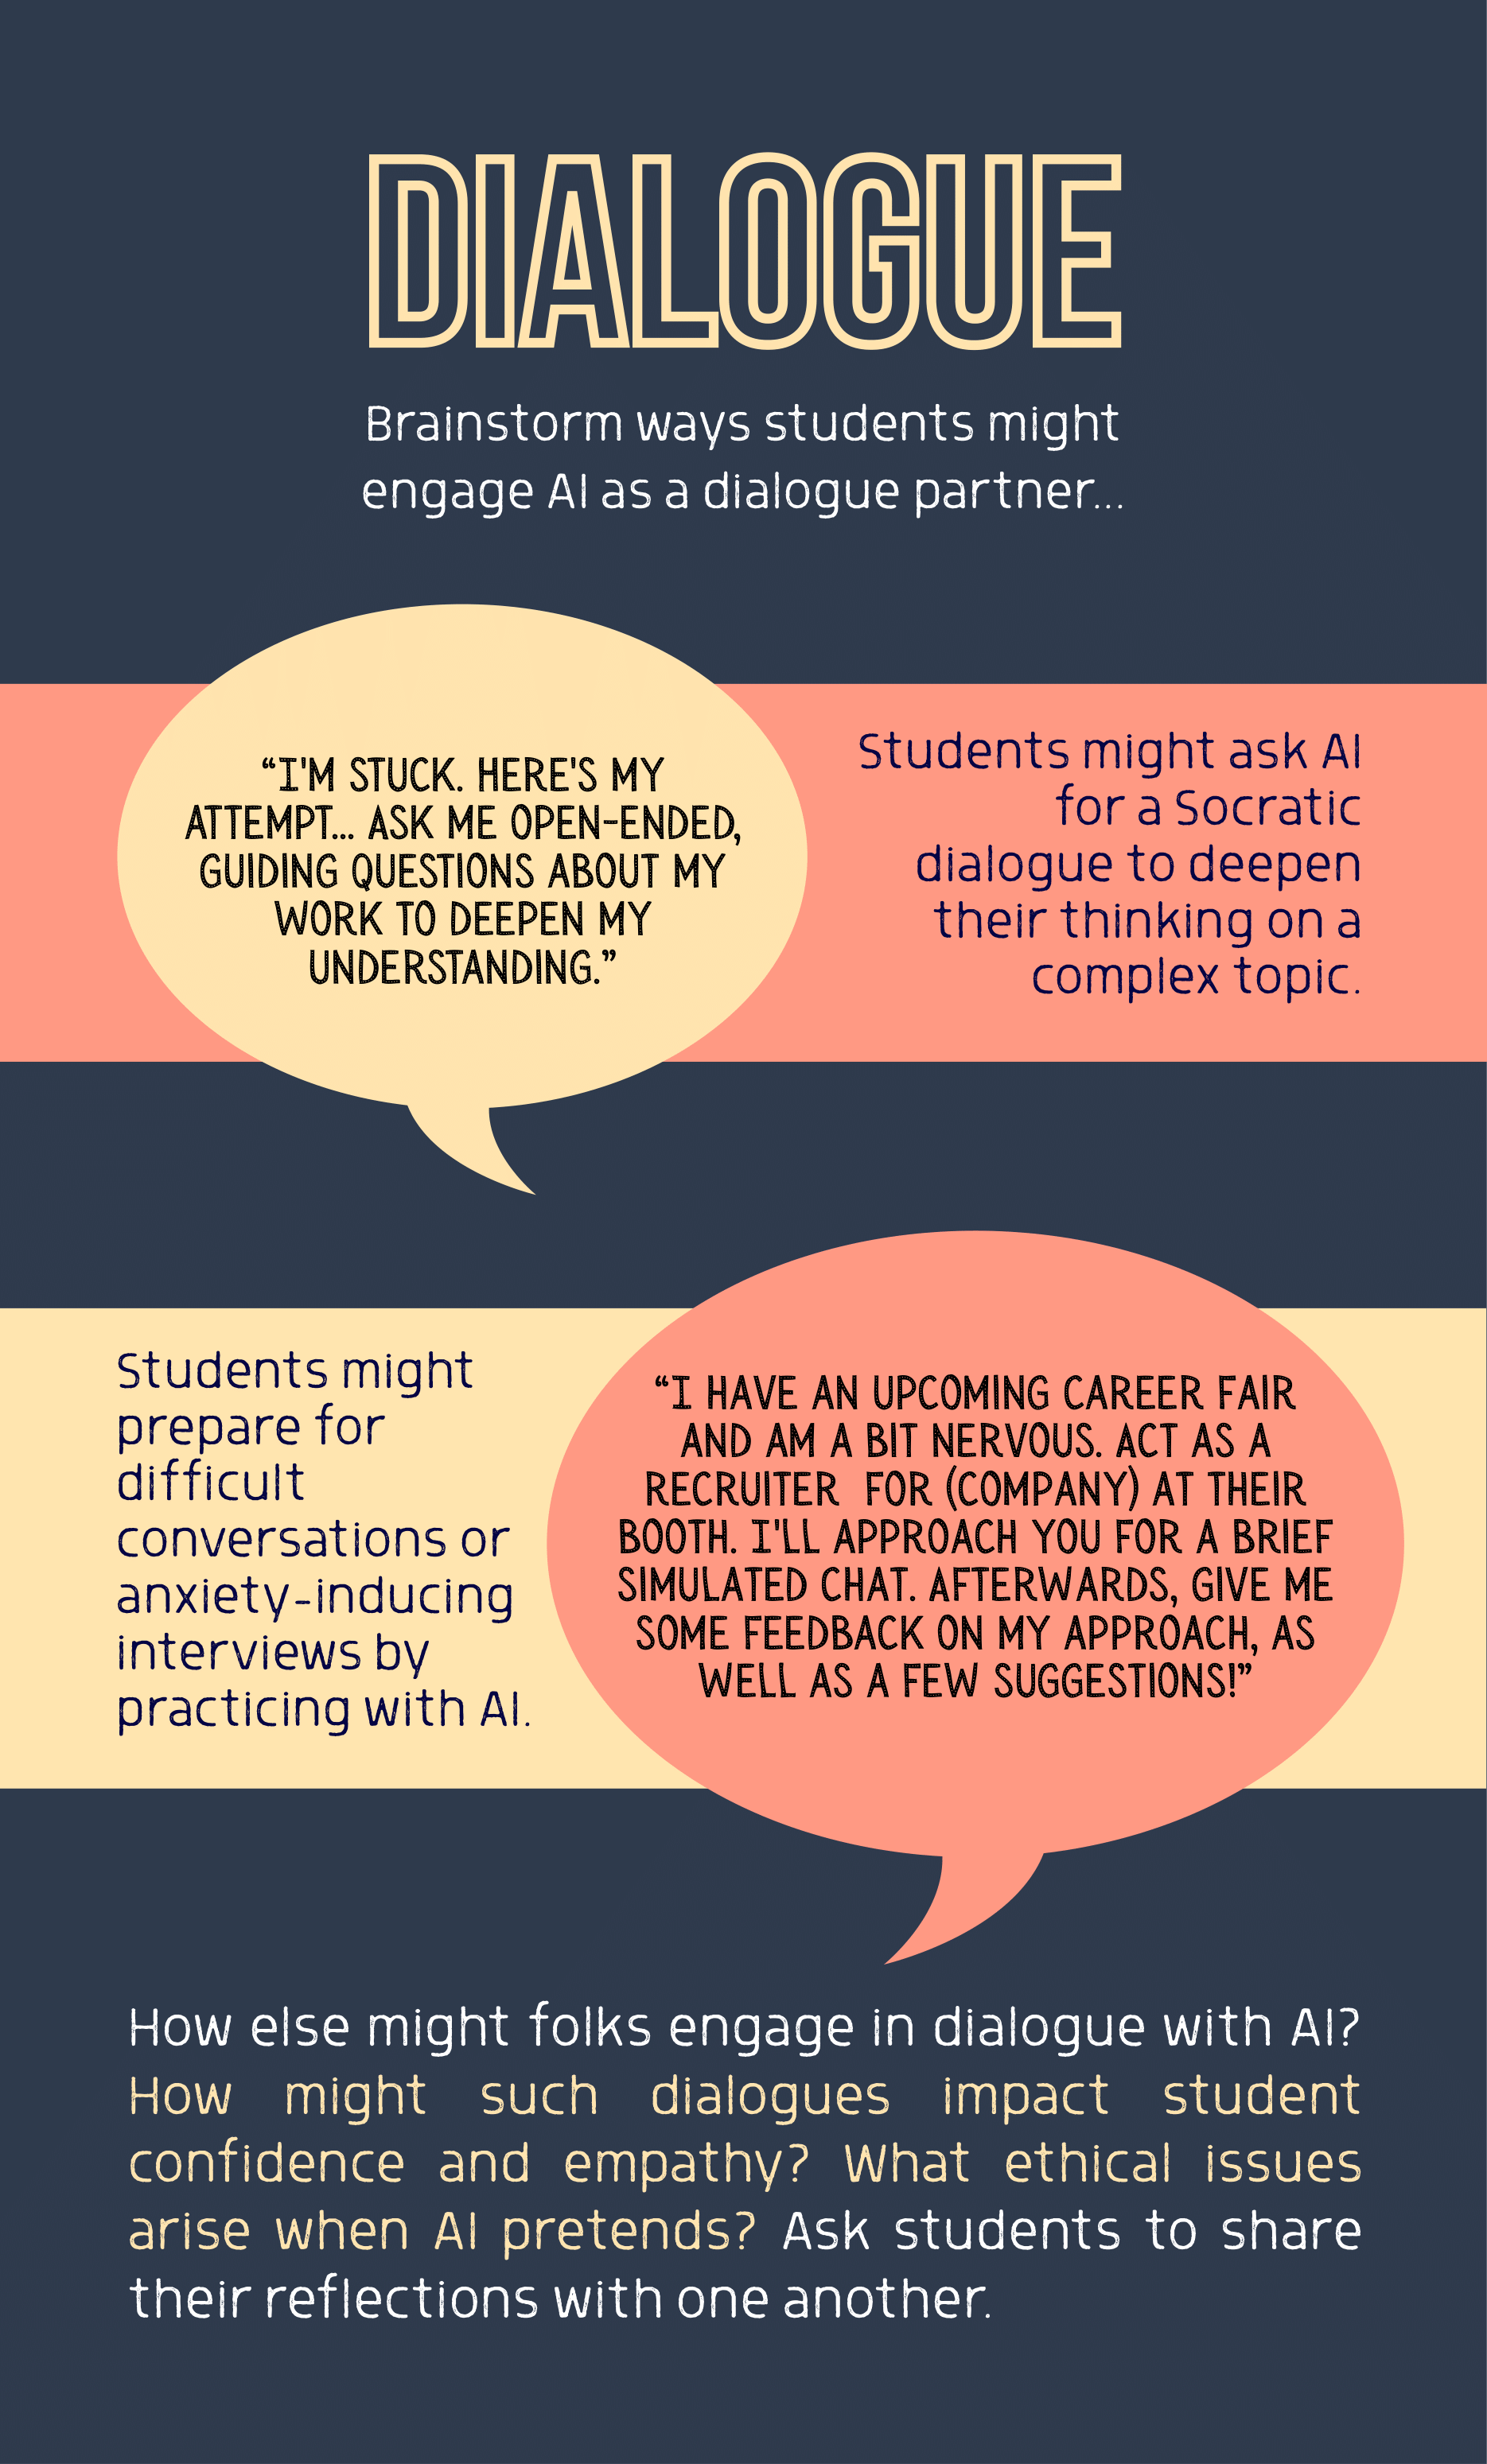 DIALOGUE
Brainstorm ways students might
engage AI as a dialogue partner...
“I'M STUCK. HERE'S MY
ATTEMPT... ASK ME OPEN-ENDED,
GUIDING QUESTIONS ABOUT MY
WORK TO DEEPEN MY
UNDERSTANDING.”
Students might ask AI
for a Socratic
dialogue to deepen
their thinking on a
complex topic.
Students might
prepare for
difficult
conversations or
anxiety-inducing
interviews by
practicing with AI.
“I HAVE AN UPCOMING CAREER FAIR
AND AM A BIT NERVOUS. ACT AS A
RECRUITER FOR (COMPANY) AT THEIR
BOOTH. I'LL APPROACH YOU FOR A BRIEF
SIMULATED CHAT. AFTERWARDS, GIVE ME
SOME FEEDBACK ON MY APPROACH, AS
WELL AS A FEW SUGGESTIONS!”
How else might folks engage in dialogue with AI?
How might such dialogues impact student
confidence and empathy? What ethical issues
arise when AI pretends? Ask students to share
their reflections with one another.